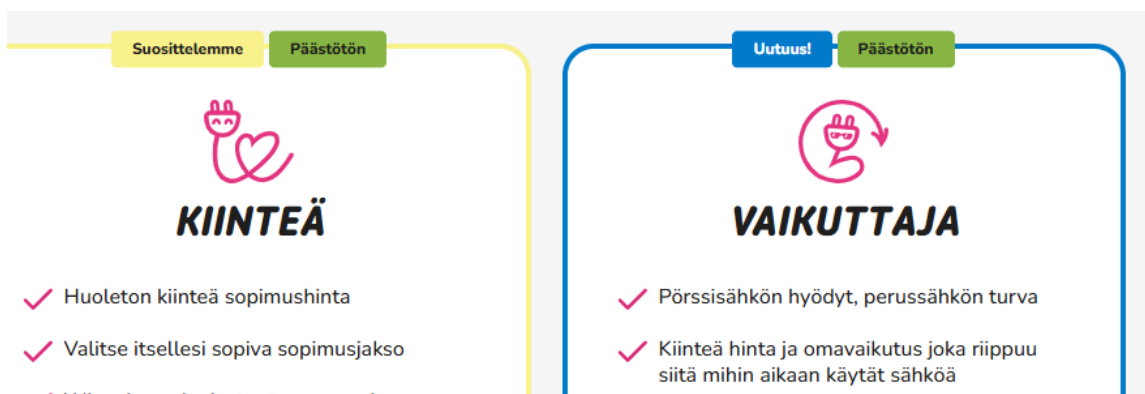 Suosittelemme
Päästötön
KIINTEÄ
Huoleton kiinteä sopimushinta
Valitse itsellesi sopiva sopimusjakso
Uutuus!
Päästötön
VAIKUTTAJA
Pörssisähkön hyödyt, perussähkön turva
Kiinteä hinta ja omavaikutus joka riippuu
siitä mihin aikaan käytät sähköä